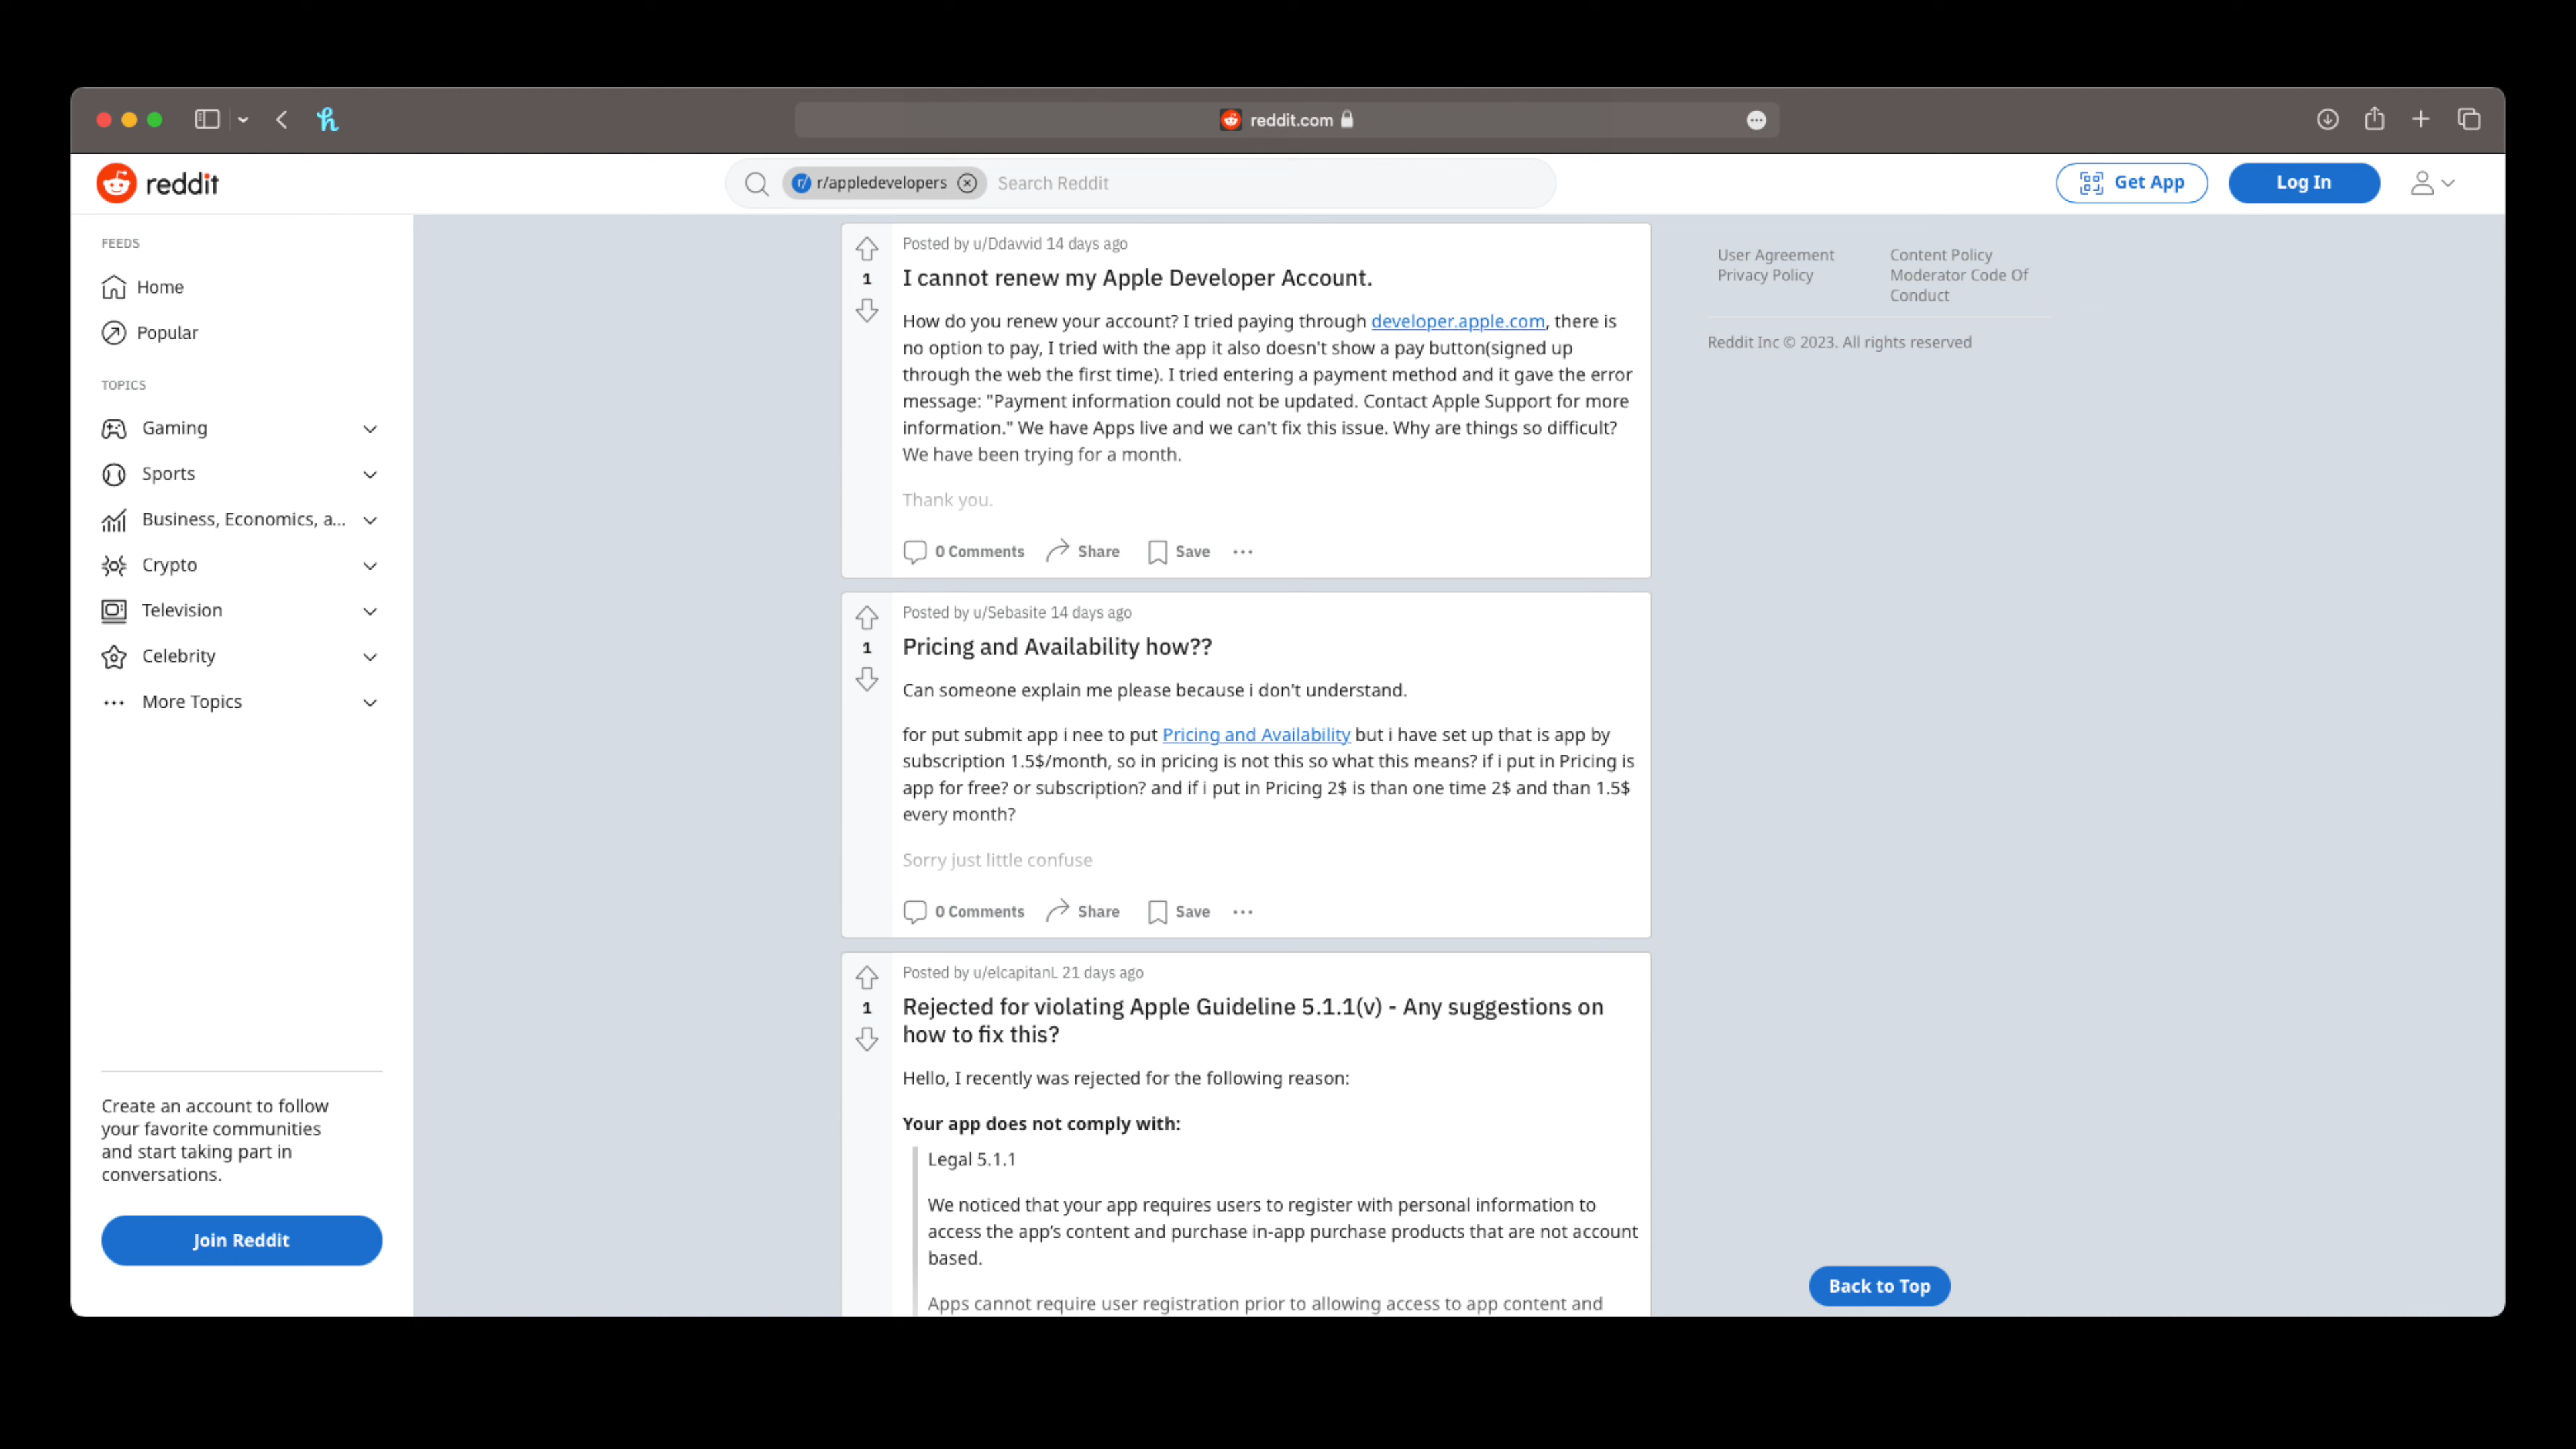 reddit.com
reddit
r/appledevelopers
Search Reddit
Get App
Log In
FEEDS
Home
Popular
TOPICS
Gaming
Sports
Business, Economics, a...
Crypto
Television
Celebrity
More Topics
Create an account to follow
your favorite communities
and start taking part in
conversations.
Join Reddit
Posted by u/Ddavvid 14 days ago
1
I cannot renew my Apple Developer Account.
How do you renew your account? I tried paying through developer.apple.com, there is
no option to pay, I tried with the app it also doesn't show a pay button(signed up
through the web the first time). I tried entering a payment method and it gave the error
message: "Payment information could not be updated. Contact Apple Support for more
information." We have Apps live and we can't fix this issue. Why are things so difficult?
We have been trying for a month.
Thank you.
0 Comments Share Save
Posted by u/Sebasite 14 days ago
1
Pricing and Availability how??
Can someone explain me please because i don't understand.
for put submit app i nee to put Pricing and Availability but i have set up that is app by
subscription 1.5$/month, so in pricing is not this so what this means? if i put in Pricing is
app for free? or subscription? and if i put in Pricing 2$ is than one time 2$ and than 1.5$
every month?
Sorry just little confuse
0 Comments Share Save
Posted by u/elcapitanL 21 days ago
1
Rejected for violating Apple Guideline 5.1.1(v) - Any suggestions on
how to fix this?
Hello, I recently was rejected for the following reason:
Your app does not comply with:
Legal 5.1.1
We noticed that your app requires users to register with personal information to
access the app’s content and purchase in-app purchase products that are not account
based.
Apps cannot require user registration prior to allowing access to app content and
User Agreement
Privacy Policy
Content Policy
Moderator Code Of
Conduct
Reddit Inc © 2023. All rights reserved
Back to Top